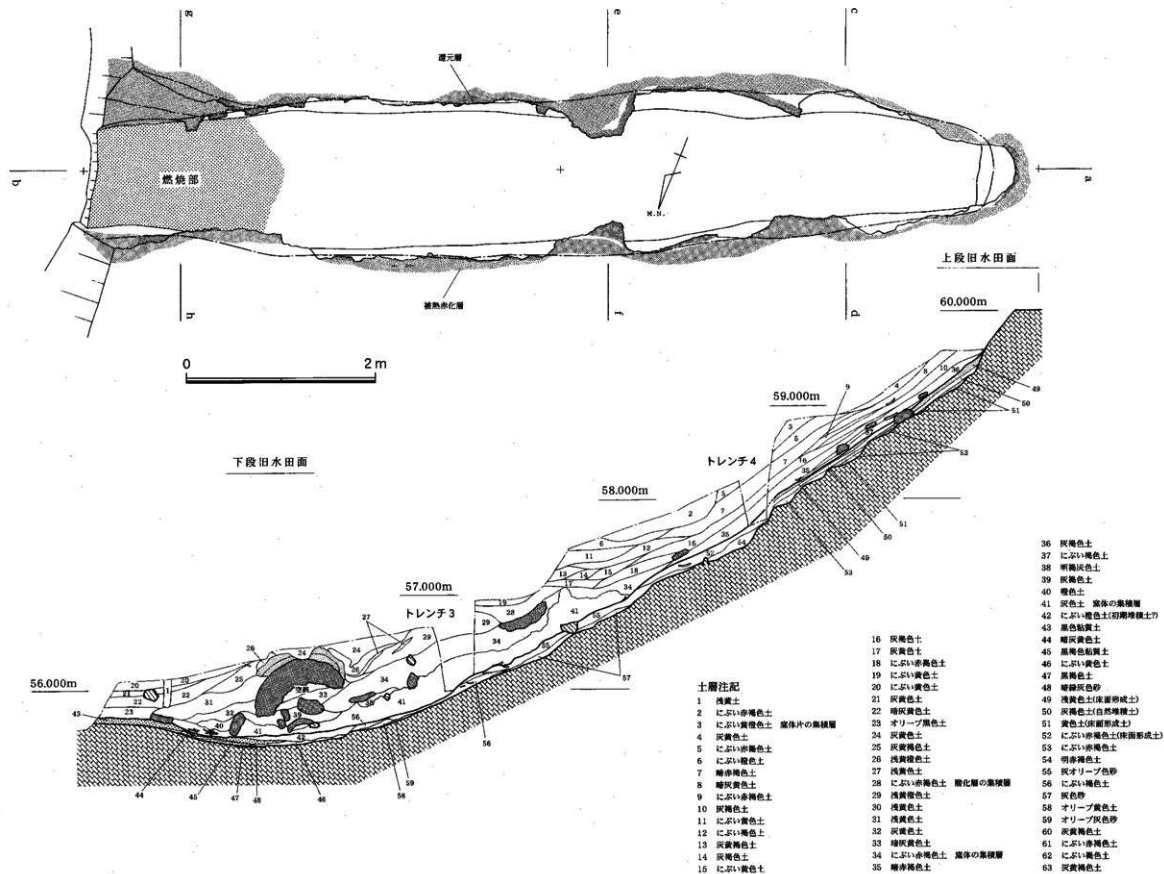 g
e
c
還元層
燃焼部
b
a
M.N.
h
f
d
被熱赤化層
上段旧水田面
60.000m
0 2m
59.000m
トレンチ4
下段旧水田面
58.000m
57.000m
トレンチ3
56.000m
空洞
土層注記
1 浅黄土
2 にぶい赤褐色土
3 にぶい黄橙色土 窯体片の集積層
4 灰黄色土
5 にぶい赤褐色土
6 にぶい橙色土
7 暗赤褐色土
8 暗灰黄色土
9 にぶい赤褐色土
10 灰褐色土
11 にぶい黄色土
12 にぶい褐色土
13 灰黄褐色土
14 灰褐色土
15 にぶい黄色土
16 灰褐色土
17 灰黄色土
18 にぶい赤褐色土
19 にぶい黄色土
20 にぶい黄色土
21 灰黄色土
22 暗灰黄色土
23 オリーブ黒色土
24 灰黄色土
25 灰黄褐色土
26 浅黄橙色土
27 浅黄色土
28 にぶい赤褐色土 酸化層の集積層
29 浅黄橙色土
30 浅黄色土
31 浅黄色土
32 灰黄色土
33 暗灰黄色土
34 にぶい赤褐色土 窯体の集積層
35 暗赤褐色土
36 灰褐色土
37 にぶい褐色土
38 明褐灰色土
39 灰褐色土
40 橙色土
41 灰色土 窯体の集積層
42 にぶい橙色土(初期堆積土?)
43 黒色粘質土
44 暗灰黄色土
45 黒褐色粘質土
46 にぶい黄色土
47 黒褐色土
48 暗緑灰色砂
49 浅黄色土(床面形成土)
50 灰褐色土(自然堆積土)
51 黄色土(床面形成土)
52 にぶい赤褐色土(床面形成土)
53 にぶい赤褐色土
54 明赤褐色土
55 灰オリーブ色砂
56 にぶい褐色土
57 灰色砂
58 オリーブ黄色土
59 オリーブ灰色砂
60 灰黄褐色土
61 にぶい赤褐色土
62 にぶい褐色土
63 灰黄褐色土